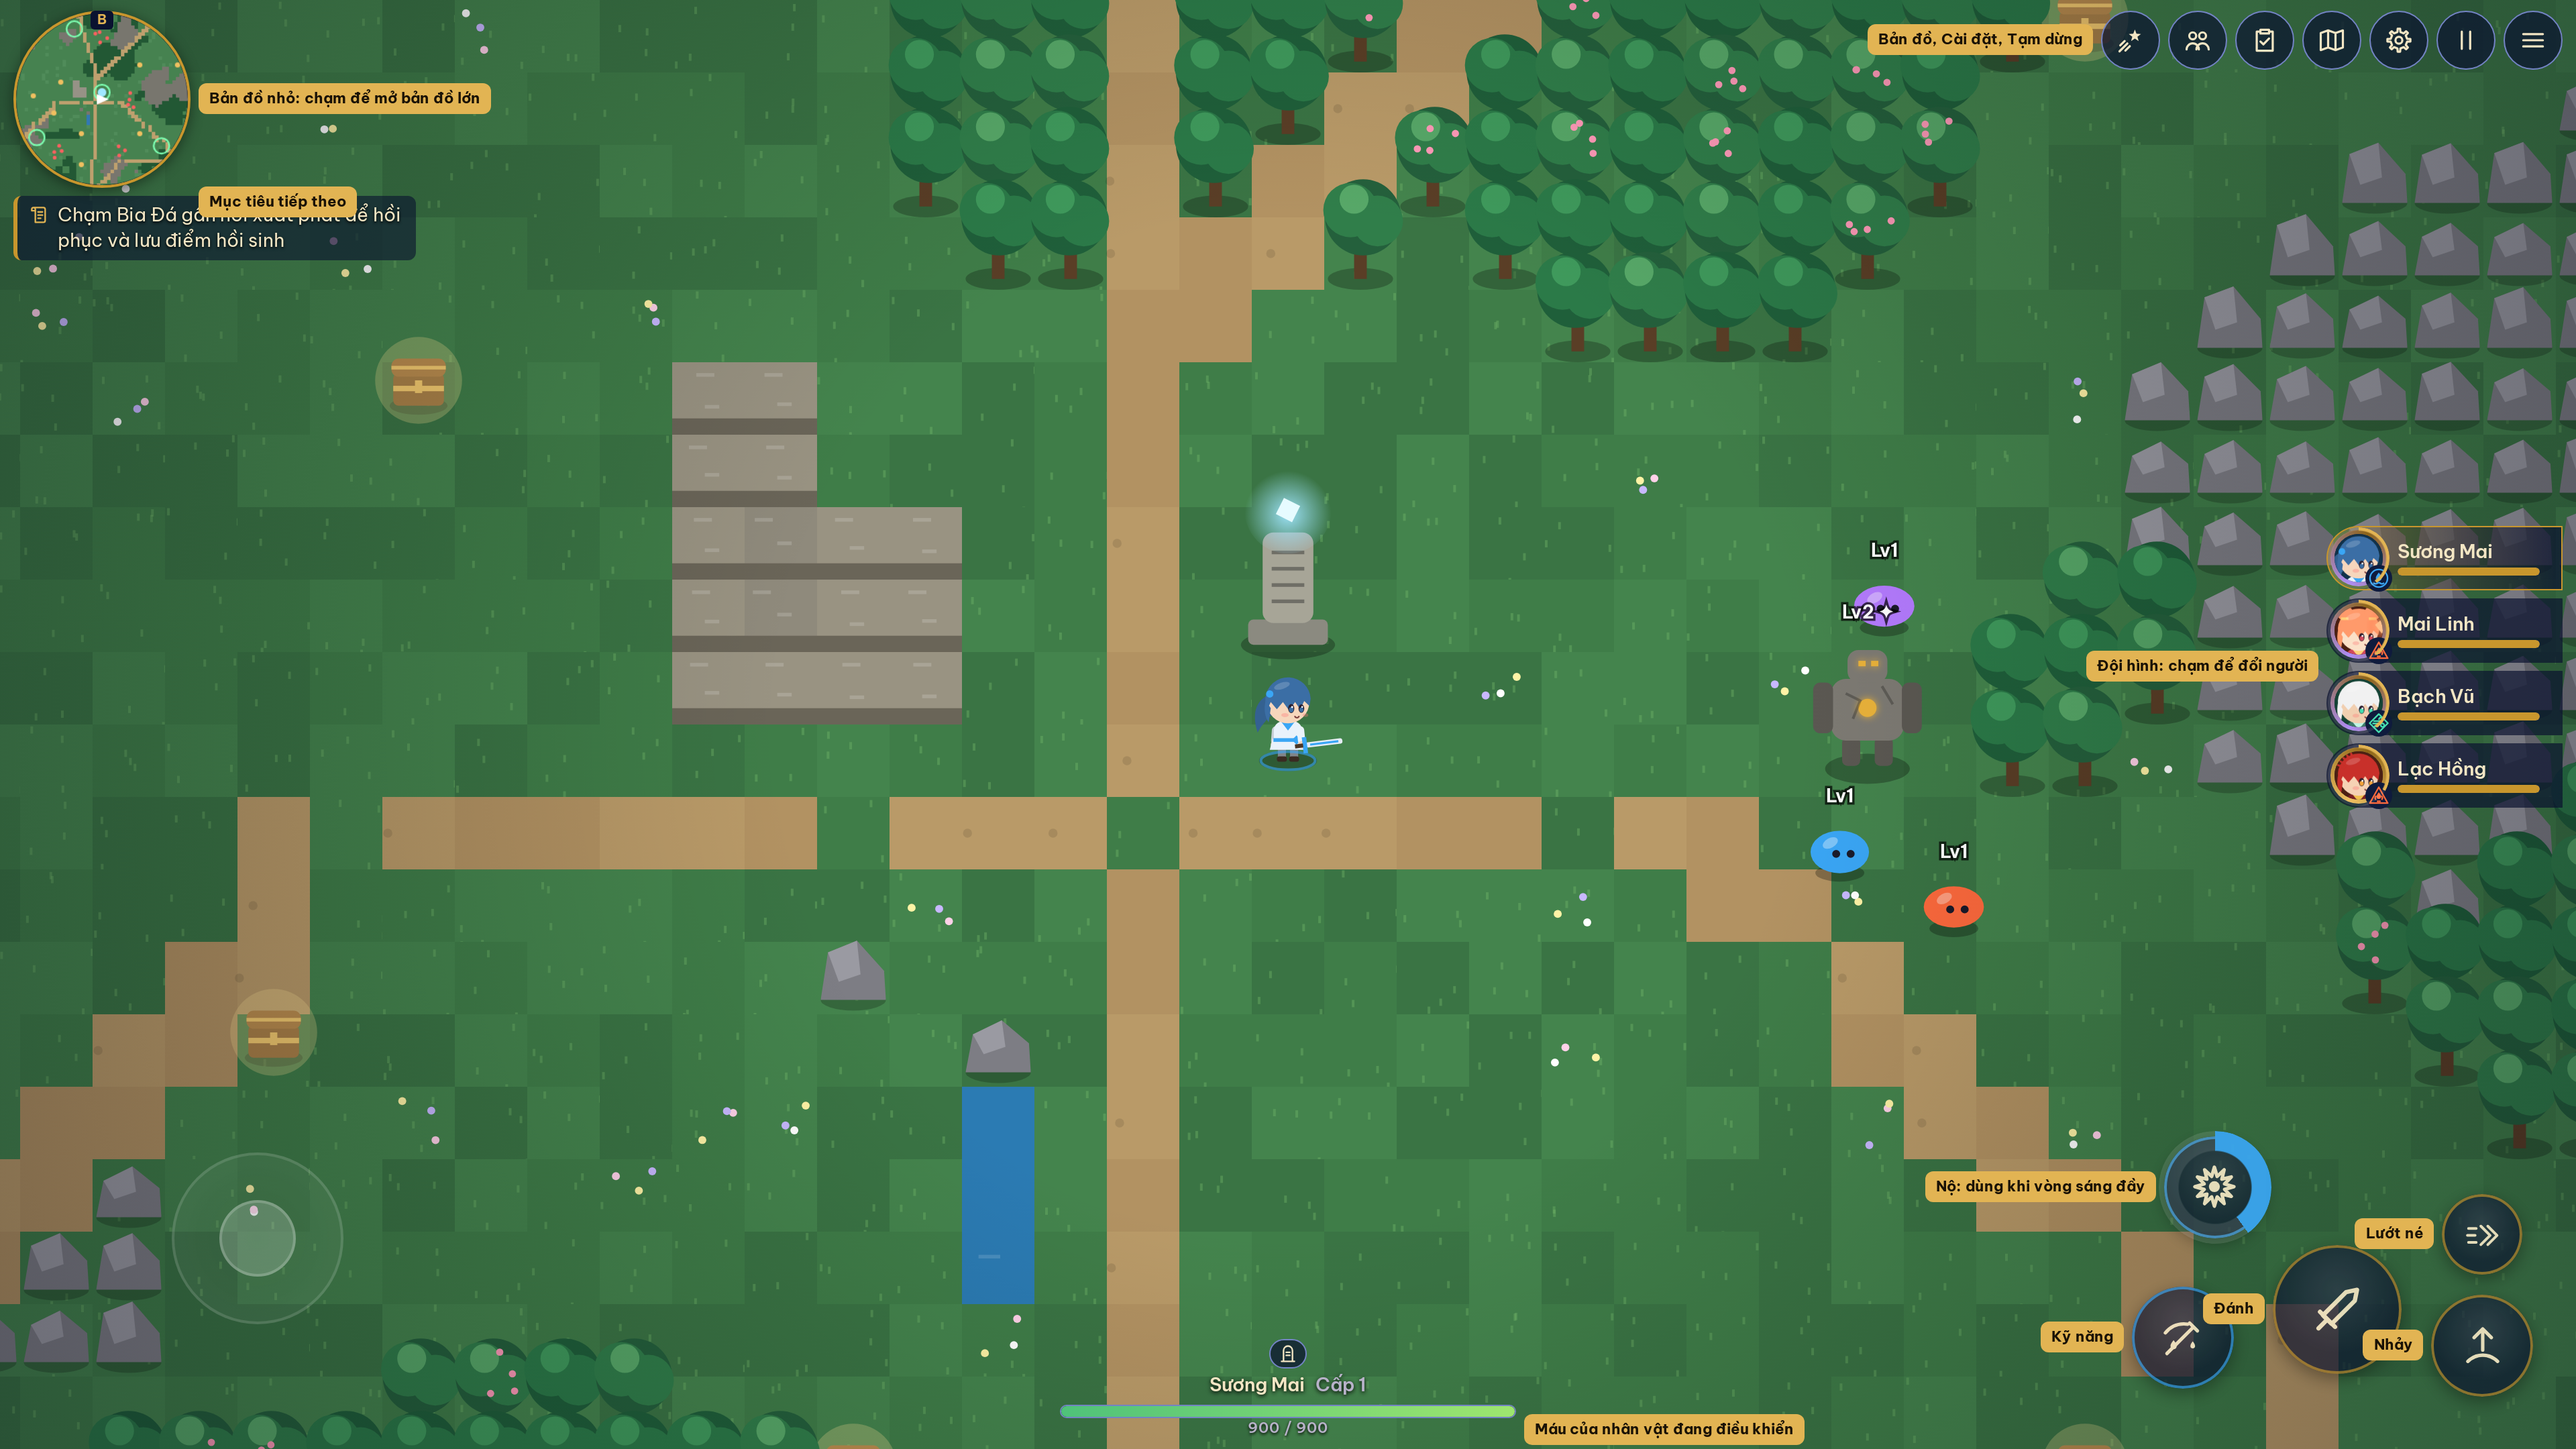 B
Bản đồ, Cài đặt, Tạm dừng
Bản đồ nhỏ: chạm để mở bản đồ lớn
Mục tiêu tiếp theo
Chạm Bia Đá để hồi
phục và lưu điểm hồi sinh
Lv1
Lv2
Sương Mai
Mai Linh
Đội hình: chạm để đổi người
Bạch Vũ
Lạc Hồng
Lv1
Lv1
Nộ: dùng khi vòng sáng đầy
Lướt né
Đánh
Kỹ năng
Nhảy
Sương Mai Cấp 1
900 / 900
Máu của nhân vật đang điều khiển